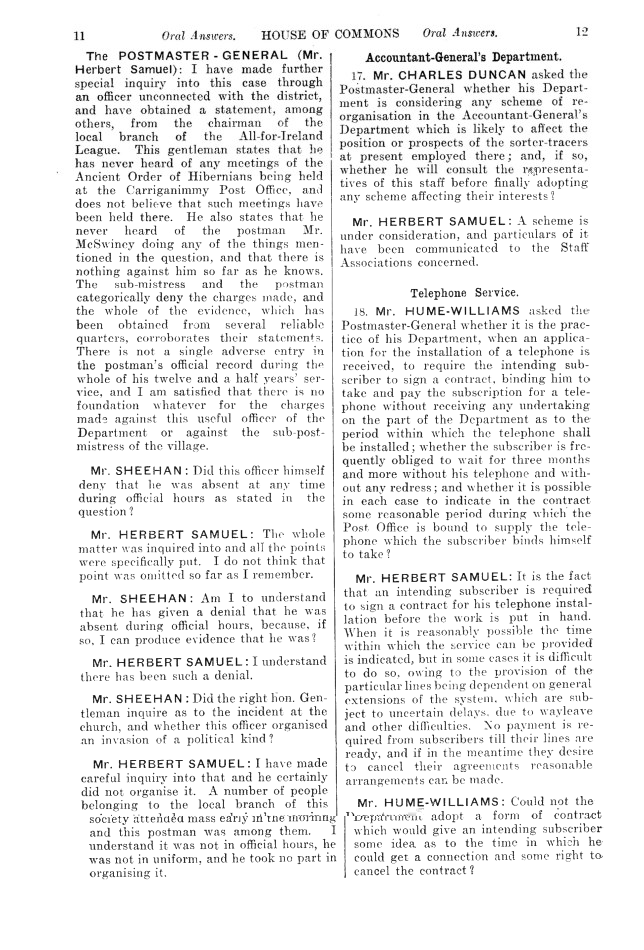 11 Oral Answers. HOUSE OF COMMONS Oral Answers. 12
The POSTMASTER-GENERAL (Mr.
Herbert Samuel): I have made further
special inquiry into this case through
an officer unconnected with the district,
and have obtained a statement, among
others, from the chairman of the
local branch of the All-for-Ireland
League. This gentleman states that he
has never heard of any meetings of the
Ancient Order of Hibernians being held
at the Carriganimmy Post Office, and
does not believe that such meetings have
been held there. He also states that he
never heard of the postman Mr.
McSwiney doing any of the things men-
tioned in the question, and that there is
nothing against him so far as he knows.
The sub-mistress and the postman
categorically deny the charges made, and
the whole of the evidence, which has
been obtained from several reliable
quarters, corroborates their statements.
There is not a single adverse entry in
the postman's official record during the
whole of his twelve and a half years' ser-
vice, and I am satisfied that there is no
foundation whatever for the charges
made against this useful officer of the
Department or against the sub-post-
mistress of the village.
Mr. SHEEHAN: Did this officer himself
deny that he was absent at any time
during official hours as stated in the
question?
Mr. HERBERT SAMUEL: The whole
matter was inquired into and all the points
were specifically put. I do not think that
point was omitted so far as I remember.
Mr. SHEEHAN: Am I to understand
that he has given a denial that he was
absent during official hours, because, if
so, I can produce evidence that he was?
Mr. HERBERT SAMUEL: I understand
there has been such a denial.
Mr. SHEEHAN: Did the right hon. Gen-
tleman inquire as to the incident at the
church, and whether this officer organised
an invasion of a political kind?
Mr. HERBERT SAMUEL: I have made
careful inquiry into that and he certainly
did not organise it. A number of people
belonging to the local branch of this
society attended mass early in the morning
and this postman was among them. I
understand it was not in official hours, he
was not in uniform, and he took no part in
organising it.
Accountant-General's Department.
17. Mr. CHARLES DUNCAN asked the
Postmaster-General whether his Depart-
ment is considering any scheme of re-
organisation in the Accountant-General's
Department which is likely to affect the
position or prospects of the sorter-tracers
at present employed there; and, if so,
whether he will consult the representa-
tives of this staff before finally adopting
any scheme affecting their interests?
Mr. HERBERT SAMUEL: A scheme is
under consideration, and particulars of it
have been communicated to the Staff
Associations concerned.
Telephone Service.
18. Mr. HUME-WILLIAMS asked the
Postmaster-General whether it is the prac-
tice of his Department, when an applica-
tion for the installation of a telephone is
received, to require the intending sub-
scriber to sign a contract, binding him to
take and pay the subscription for a tele-
phone without receiving any undertaking
on the part of the Department as to the
period within which the telephone shall
be installed; whether the subscriber is fre-
quently obliged to wait for three months
and more without his telephone and with-
out any redress; and whether it is possible
in each case to indicate in the contract
some reasonable period during which the
Post Office is bound to supply the tele-
phone which the subscriber binds himself
to take?
Mr. HERBERT SAMUEL: It is the fact
that an intending subscriber is required
to sign a contract for his telephone instal-
lation before the work is put in hand.
When it is reasonably possible the time
within which the service can be provided
is indicated, but in some cases it is difficult
to do so, owing to the provision of the
particular lines being dependent on general
extensions of the system, which are sub-
ject to uncertain delays, due to wayleave
and other difficulties. No payment is re-
quired from subscribers till their lines are
ready, and if in the meantime they desire
to cancel their agreements reasonable
arrangements can be made.
Mr. HUME-WILLIAMS: Could not the
Department adopt a form of contract
which would give an intending subscriber
some idea as to the time in which he
could get a connection and some right to
cancel the contract?